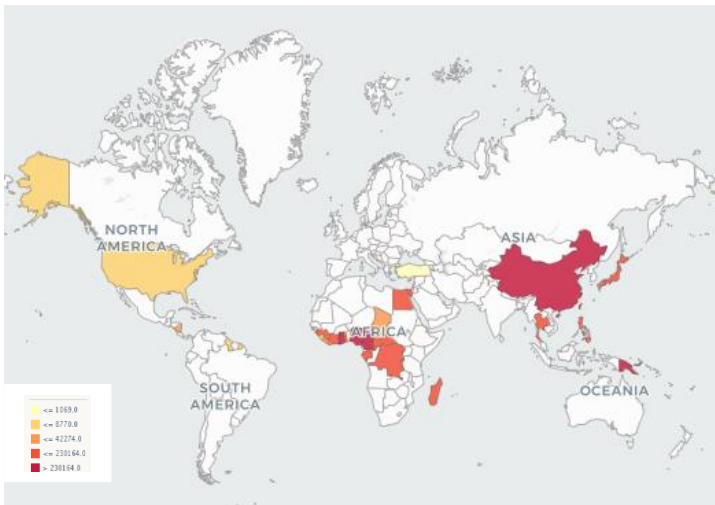 NORTH
AMERICA
ASIA
AFRICA
SOUTH
AMERICA
OCEANIA
<= 1069.0
<= 8770.0
<= 42274.0
<= 230164.0
> 230164.0